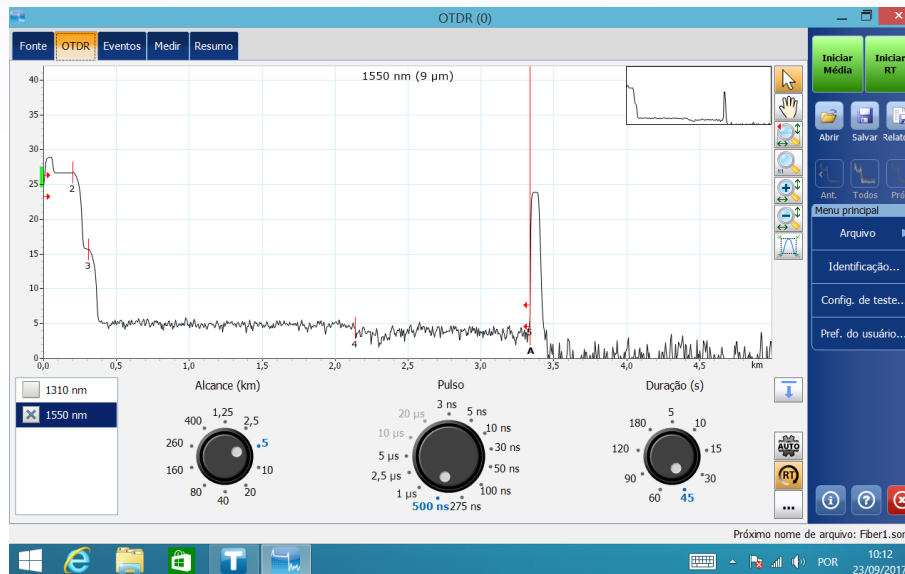 OTDR (0)
Fonte OTDR Eventos Medir Resumo
1550 nm (9 µm)
40
35
30
25
20
15
10
5
0
2
3
4
A
0,0 0,5 1,0 1,5 2,0 2,5 3,0 3,5 4,0 4,5 km
1310 nm
1550 nm
Alcance (km)
1,25
2,5
5
10
20
40
80
160
260
400
Pulso
3 ns
5 ns
10 ns
30 ns
50 ns
100 ns
275 ns
500 ns
1 µs
2,5 µs
5 µs
10 µs
20 µs
Duração (s)
5
10
15
30
45
60
90
120
180
AUTO
RT
...
Iniciar Média
Iniciar RT
Abrir Salvar Relat
Ant. Todos Pró
Menu principal
Arquivo
Identificação...
Config. de teste..
Pref. do usuário..
Próximo nome de arquivo: Fiber1.sor
POR
10:12
23/09/2017